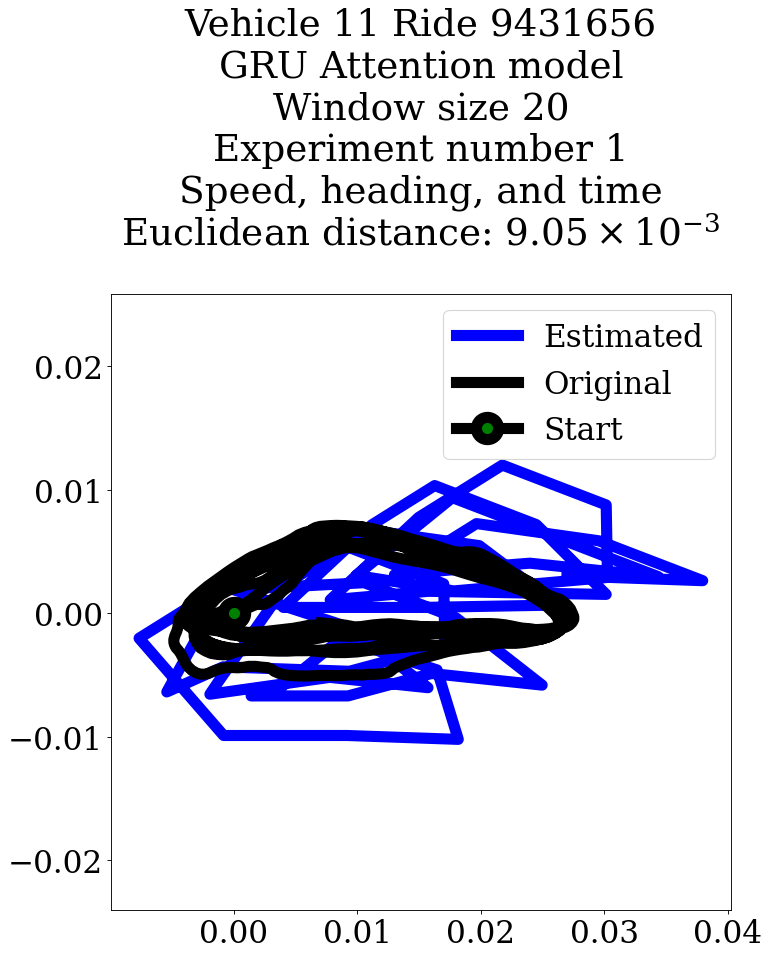 Vehicle 11 Ride 9431656
GRU Attention model
Window size 20
Experiment number 1
Speed, heading, and time
Euclidean distance: 9.05 × 10⁻³
Estimated
Original
Start
0.02
0.01
0.00
−0.01
−0.02
0.00 0.01 0.02 0.03 0.04